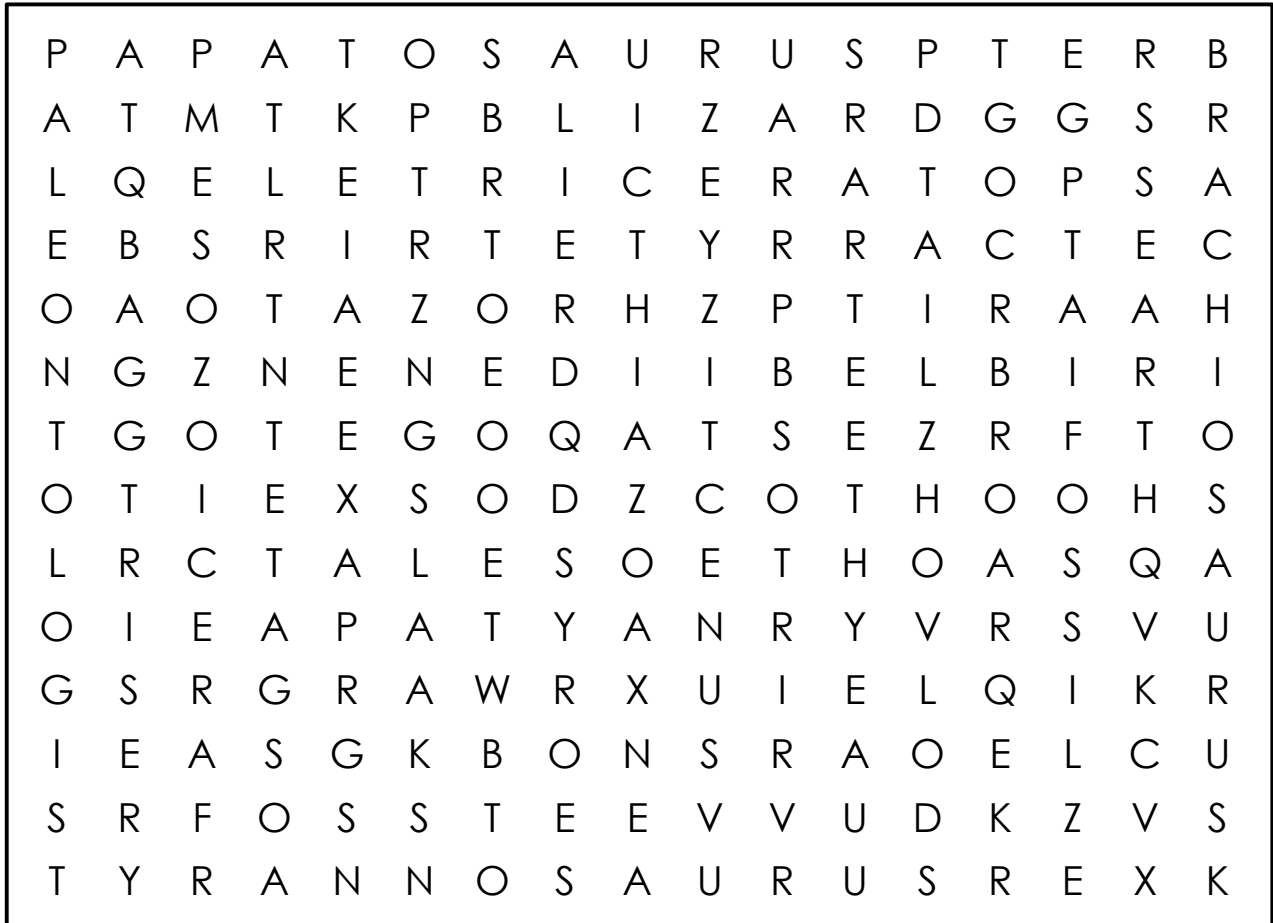 P A P A T O S A U R U S P T E R B
A T M T K P B L I Z A R D G G S R
L Q E L E T R I C E R A T O P S A
E B S R I R T E T Y R R A C T E C
O A O T A Z O R H Z P T I R A A H
N G Z N E N E D I I B E L B I R I
T G O T E G O Q A T S E Z R F T O
O T I E X S O D Z C O T H O O H S
L R C T A L E S O E T H O A S Q A
O I E A P A T Y A N R Y V R S V U
G S R G R A W R X U I E L Q I K R
I E A S G K B O N S R A O E L C U
S R F O S S T E E V V U D K Z V S
T Y R A N N O S A U R U S R E X K